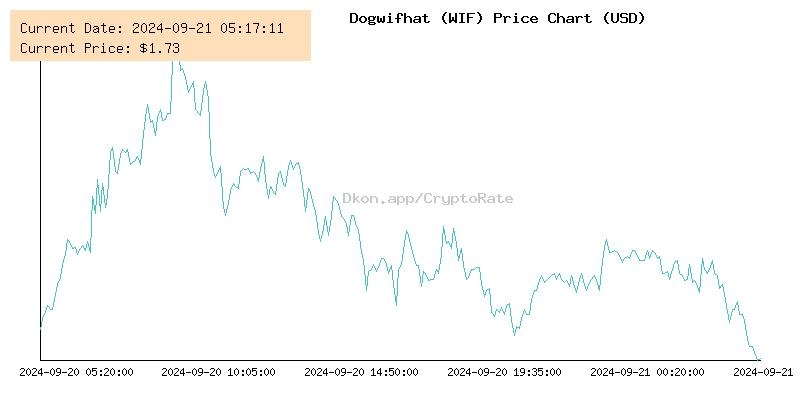 Dogwifhat (WIF) Price Chart (USD)
Current Date: 2024-09-21 05:17:11
Current Price: $1.73
Dkon.app/CryptoRate
2024-09-20 05:20:00
2024-09-20 10:05:00
2024-09-20 14:50:00
2024-09-20 19:35:00
2024-09-21 00:20:00
2024-09-21